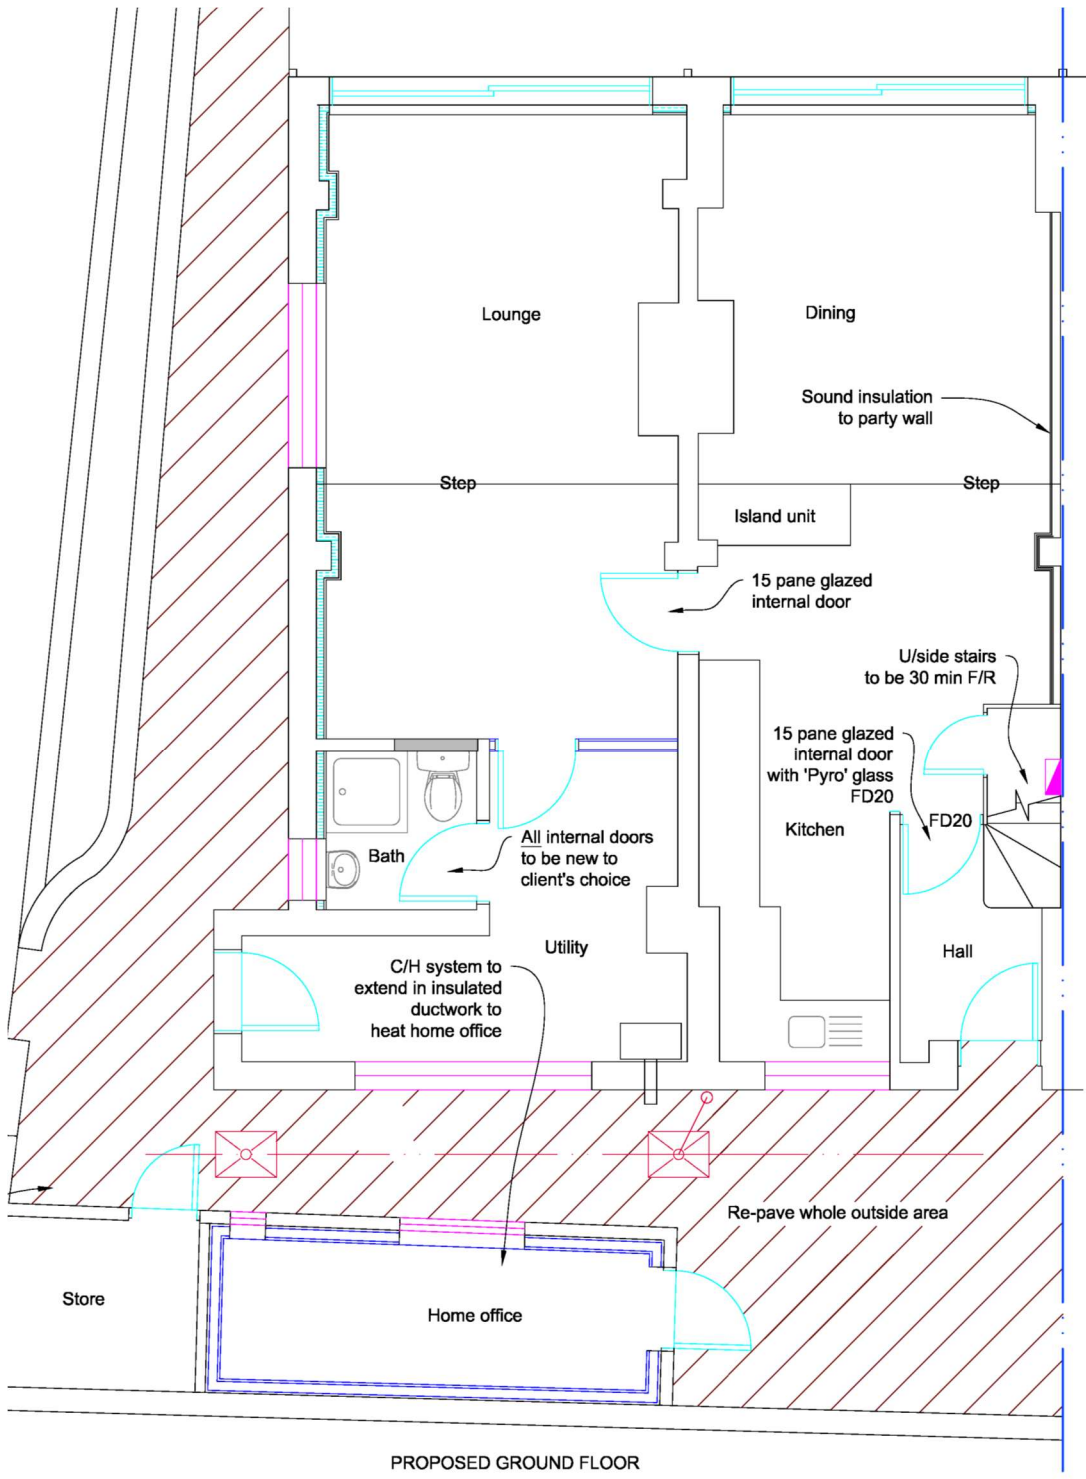 Lounge
Dining
Sound insulation
to party wall
Step
Step
Island unit
15 pane glazed
internal door
U/side stairs
to be 30 min F/R
15 pane glazed
internal door
with 'Pyro' glass
FD20
FD20
Kitchen
All internal doors
to be new to
client's choice
Bath
Utility
Hall
C/H system to
extend in insulated
ductwork to
heat home office
Re-pave whole outside area
Store
Home office
PROPOSED GROUND FLOOR